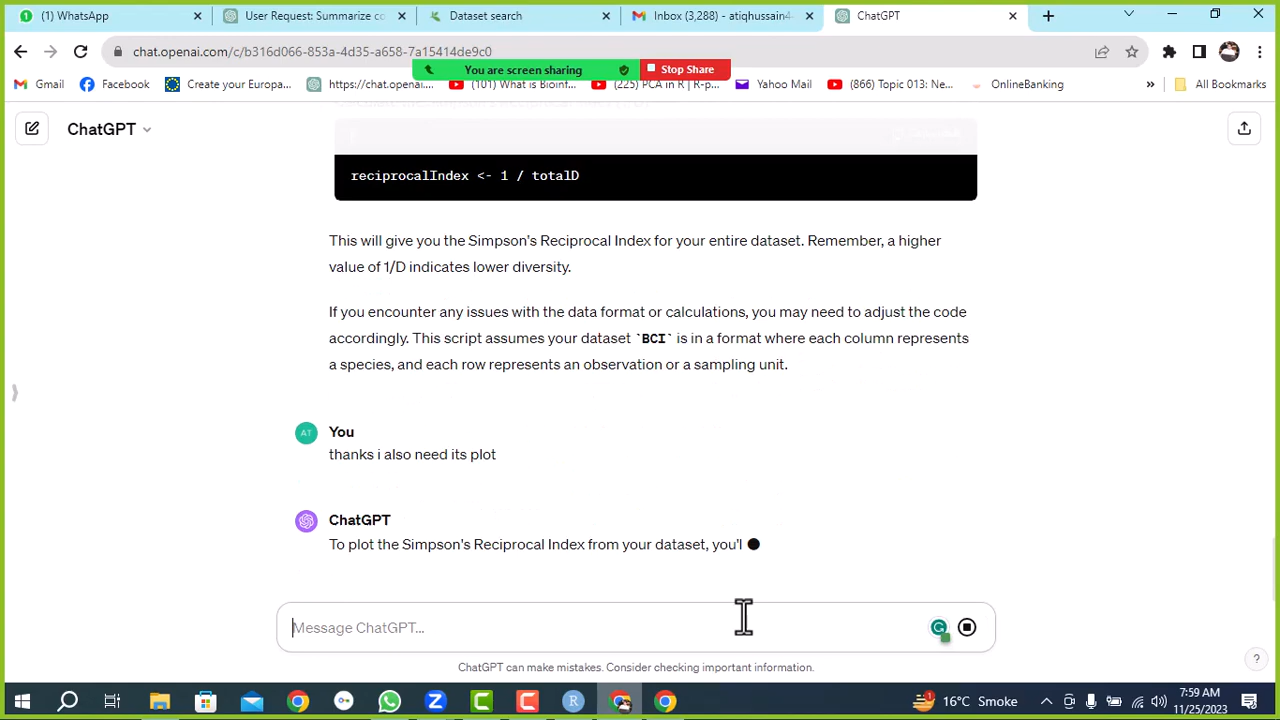 (1) WhatsApp
User Request: Summarize co
Dataset search
Inbox (3,288) - atiqhussain4-
ChatGPT
chat.openai.com/c/b316d066-853a-4d35-a658-7a15414de9c0
You are screen sharing
Stop Share
Gmail
Facebook
Create your Europa...
https://chat.openai....
(101) What is Bioinf...
(225) PCA in R | R-p...
Yahoo Mail
(866) Topic 013: Ne...
OnlineBanking
All Bookmarks
ChatGPT
reciprocalIndex <- 1 / totalD
This will give you the Simpson's Reciprocal Index for your entire dataset. Remember, a higher
value of 1/D indicates lower diversity.
If you encounter any issues with the data format or calculations, you may need to adjust the code
accordingly. This script assumes your dataset `BCI` is in a format where each column represents
a species, and each row represents an observation or a sampling unit.
AT
You
thanks i also need its plot
ChatGPT
To plot the Simpson's Reciprocal Index from your dataset, you'l
Message ChatGPT...
ChatGPT can make mistakes. Consider checking important information.
?
16°C Smoke
7:59 AM
11/25/2023